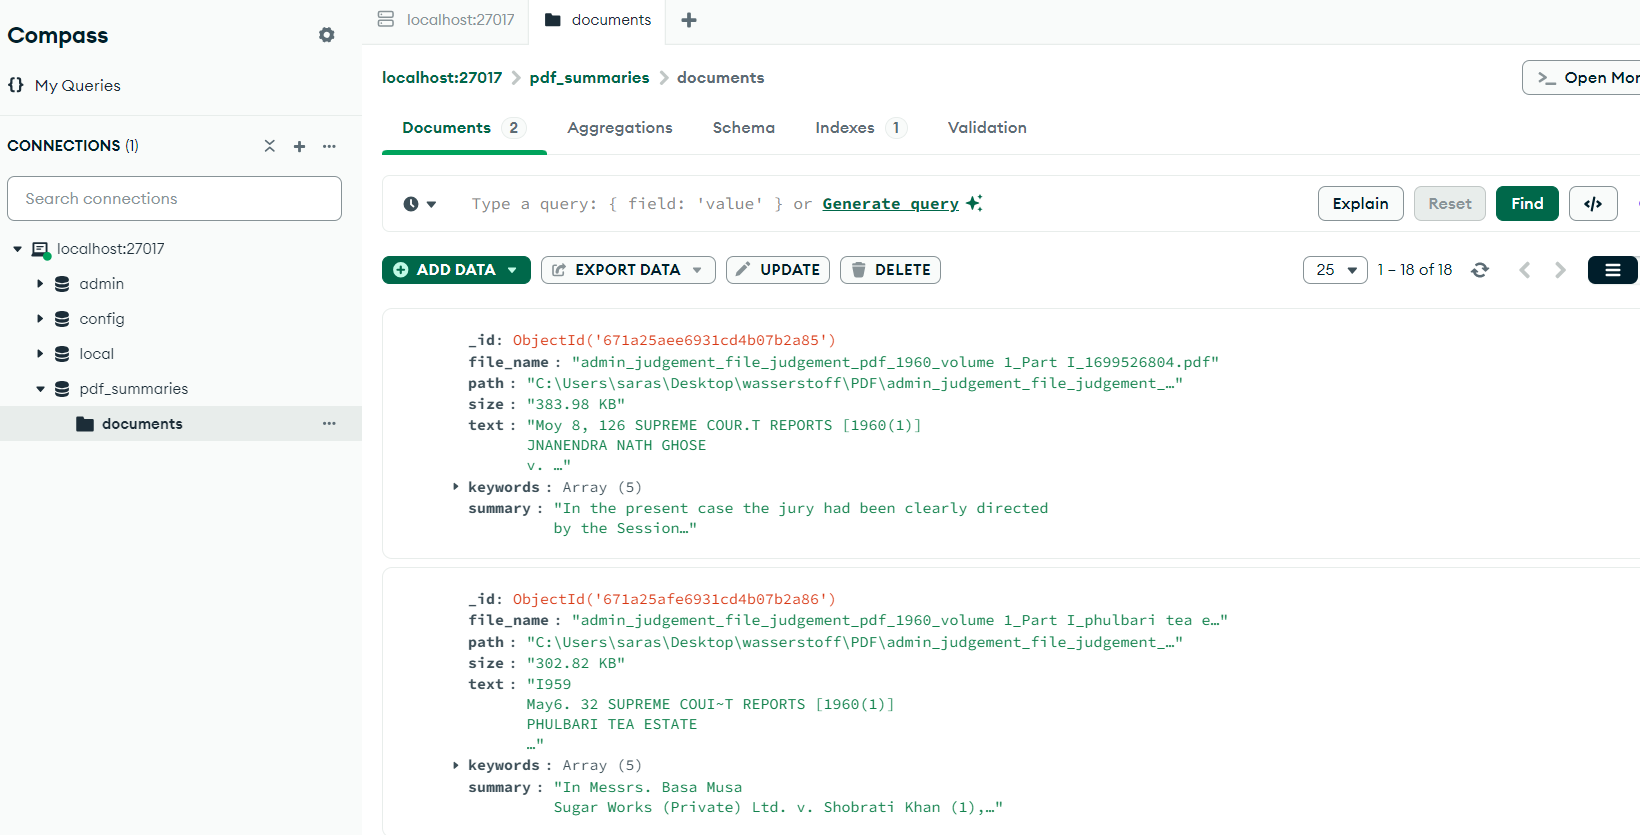 Compass
{} My Queries
CONNECTIONS (1)
Search connections
localhost:27017
admin
config
local
pdf_summaries
documents
localhost:27017
documents
localhost:27017 > pdf_summaries > documents
>_ Open Mon
Documents 2
Aggregations
Schema
Indexes 1
Validation
Type a query: { field: 'value' } or Generate query
Explain
Reset
Find
</>
ADD DATA
EXPORT DATA
UPDATE
DELETE
25
1 – 18 of 18
_id: ObjectId('671a25aee6931cd4b07b2a85')
file_name : "admin_judgement_file_judgement_pdf_1960_volume 1_Part I_1699526804.pdf"
path : "C:\Users\saras\Desktop\wasserstoff\PDF\admin_judgement_file_judgement_…"
size : "383.98 KB"
text : "Moy 8, 126 SUPREME COUR.T REPORTS [1960(1)]
JNANENDRA NATH GHOSE
v. …"
keywords : Array (5)
summary : "In the present case the jury had been clearly directed
by the Session…"
_id: ObjectId('671a25afe6931cd4b07b2a86')
file_name : "admin_judgement_file_judgement_pdf_1960_volume 1_Part I_phulbari tea e…"
path : "C:\Users\saras\Desktop\wasserstoff\PDF\admin_judgement_file_judgement_…"
size : "302.82 KB"
text : "I959
May6. 32 SUPREME COUI~T REPORTS [1960(1)]
PHULBARI TEA ESTATE
…"
keywords : Array (5)
summary : "In Messrs. Basa Musa
Sugar Works (Private) Ltd. v. Shobrati Khan (1),…"